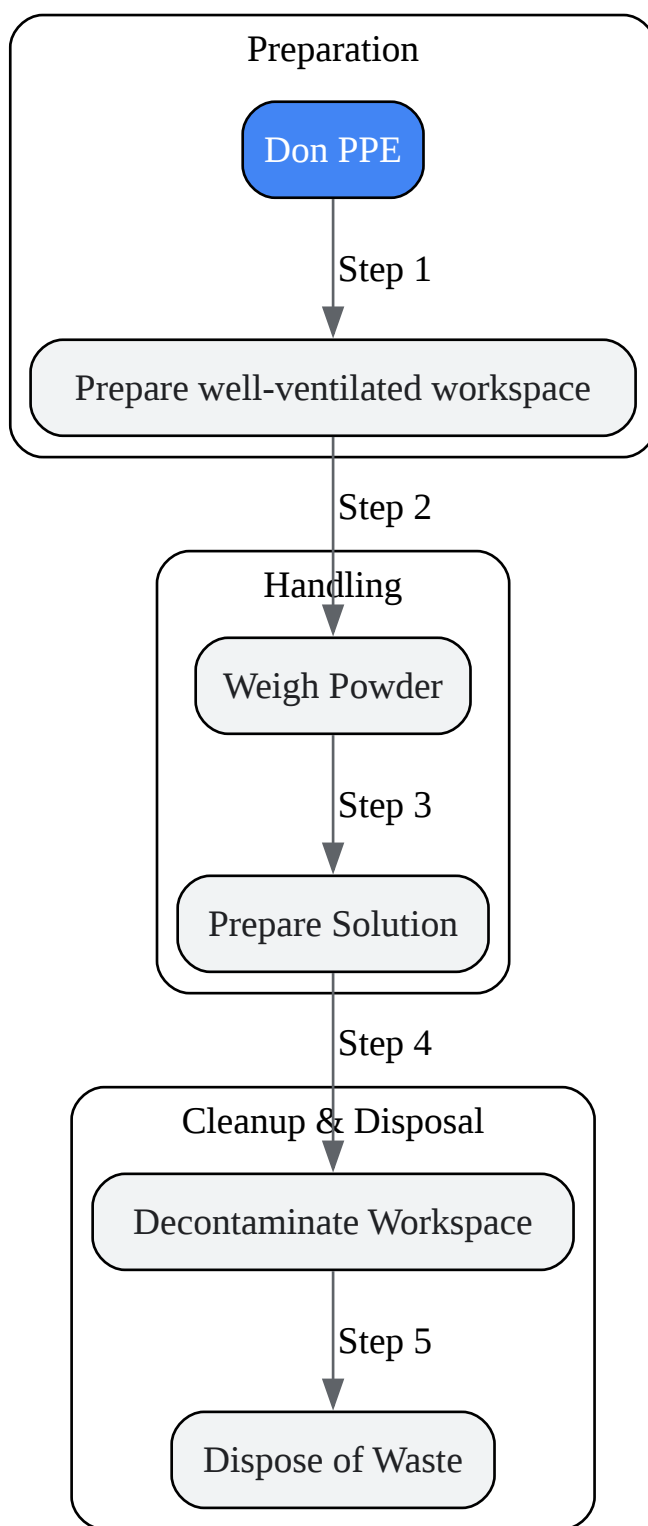 Preparation
Don PPE
Step 1
Prepare well-ventilated workspace
Step 2
Handling
Weigh Powder
Step 3
Prepare Solution
Step 4
Cleanup & Disposal
Decontaminate Workspace
Step 5
Dispose of Waste